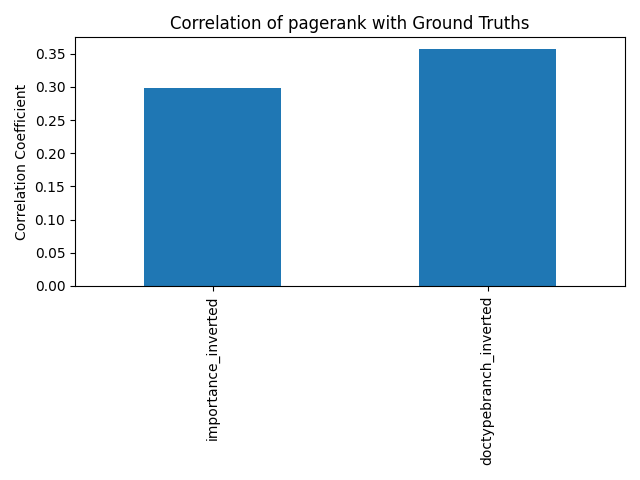 Correlation of pagerank with Ground Truths
Correlation Coefficient
0.35
0.30
0.25
0.20
0.15
0.10
0.05
0.00
importance_inverted
doctypebranch_inverted